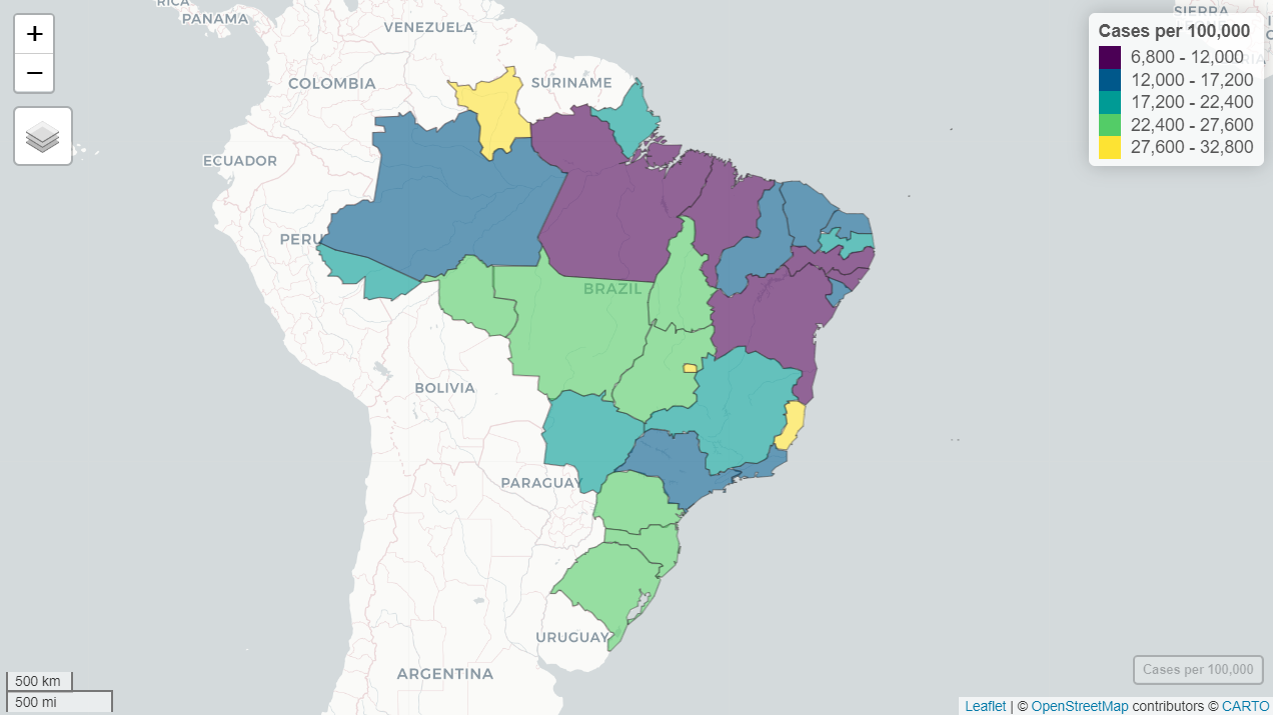 RICA
PANAMA
VENEZUELA
SIERRA
+
−
COLOMBIA
SURINAME
Cases per 100,000
6,800 - 12,000
12,000 - 17,200
17,200 - 22,400
22,400 - 27,600
27,600 - 32,800
ECUADOR
PERU
BRAZIL
BOLIVIA
PARAGUAY
URUGUAY
ARGENTINA
500 km
500 mi
Cases per 100,000
Leaflet | © OpenStreetMap contributors © CARTO